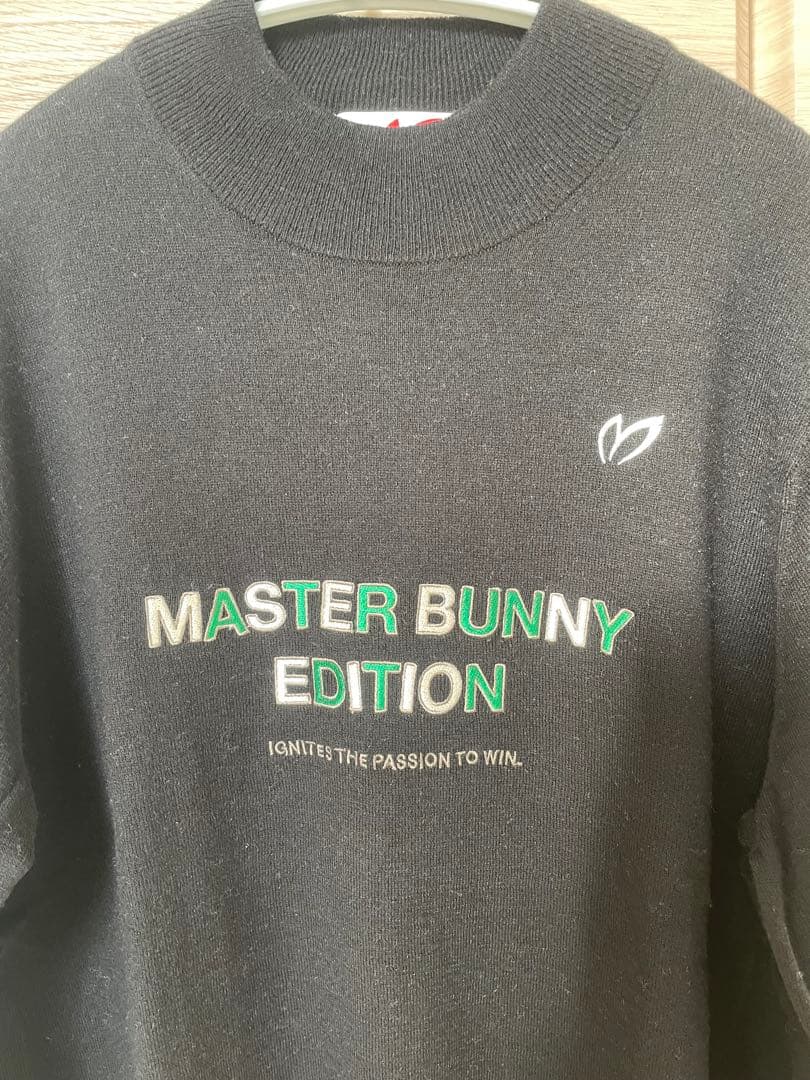 MASTER BUNNY
EDITION
IGNITES THE PASSION TO WIN.